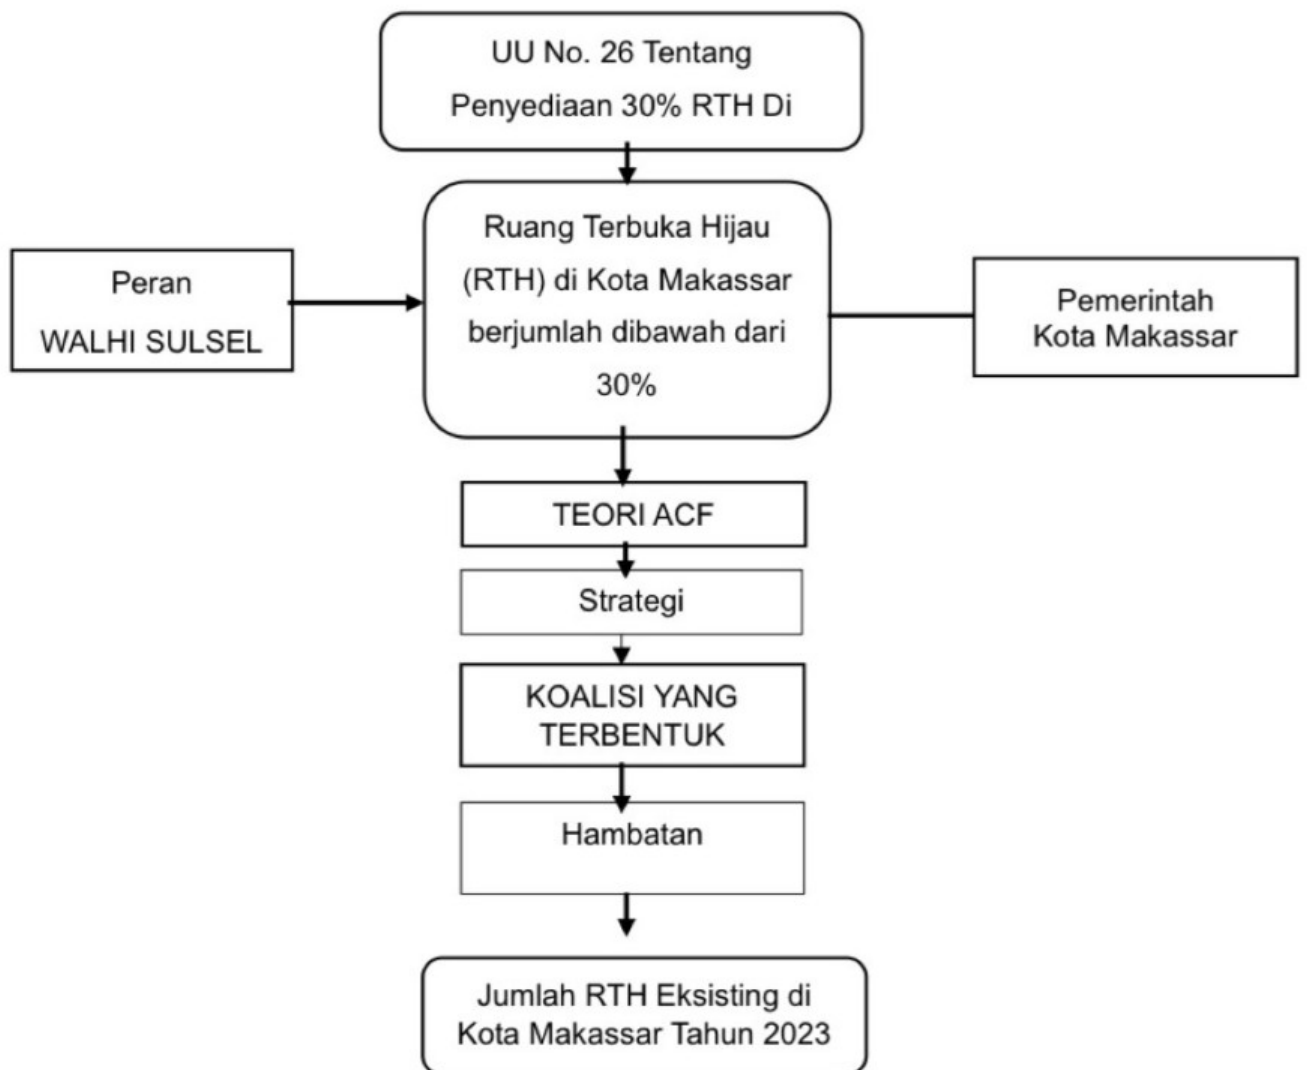 UU No. 26 Tentang
Penyediaan 30% RTH Di
Ruang Terbuka Hijau
(RTH) di Kota Makassar
berjumlah dibawah dari
30%
Peran
WALHI SULSEL
Pemerintah
Kota Makassar
TEORI ACF
Strategi
KOALISI YANG
TERBENTUK
Hambatan
Jumlah RTH Eksisting di
Kota Makassar Tahun 2023